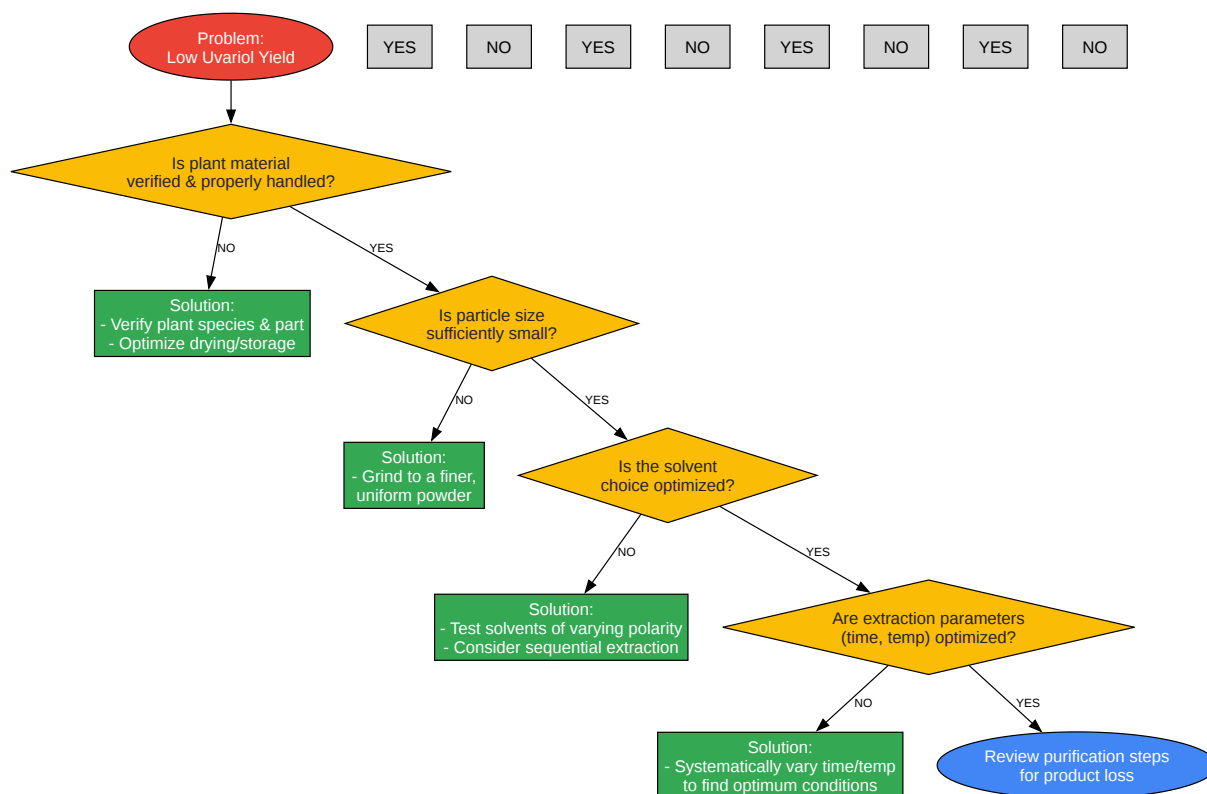 Problem:
Low Uvariol Yield
YES
NO
YES
NO
YES
NO
YES
NO
Is plant material
verified & properly handled?
NO
YES
Solution:
- Verify plant species & part
- Optimize drying/storage
Is particle size
sufficiently small?
NO
YES
Solution:
- Grind to a finer,
uniform powder
Is the solvent
choice optimized?
NO
YES
Solution:
- Test solvents of varying polarity
- Consider sequential extraction
Are extraction parameters
(time, temp) optimized?
NO
YES
Solution:
- Systematically vary time/temp
to find optimum conditions
Review purification steps
for product loss